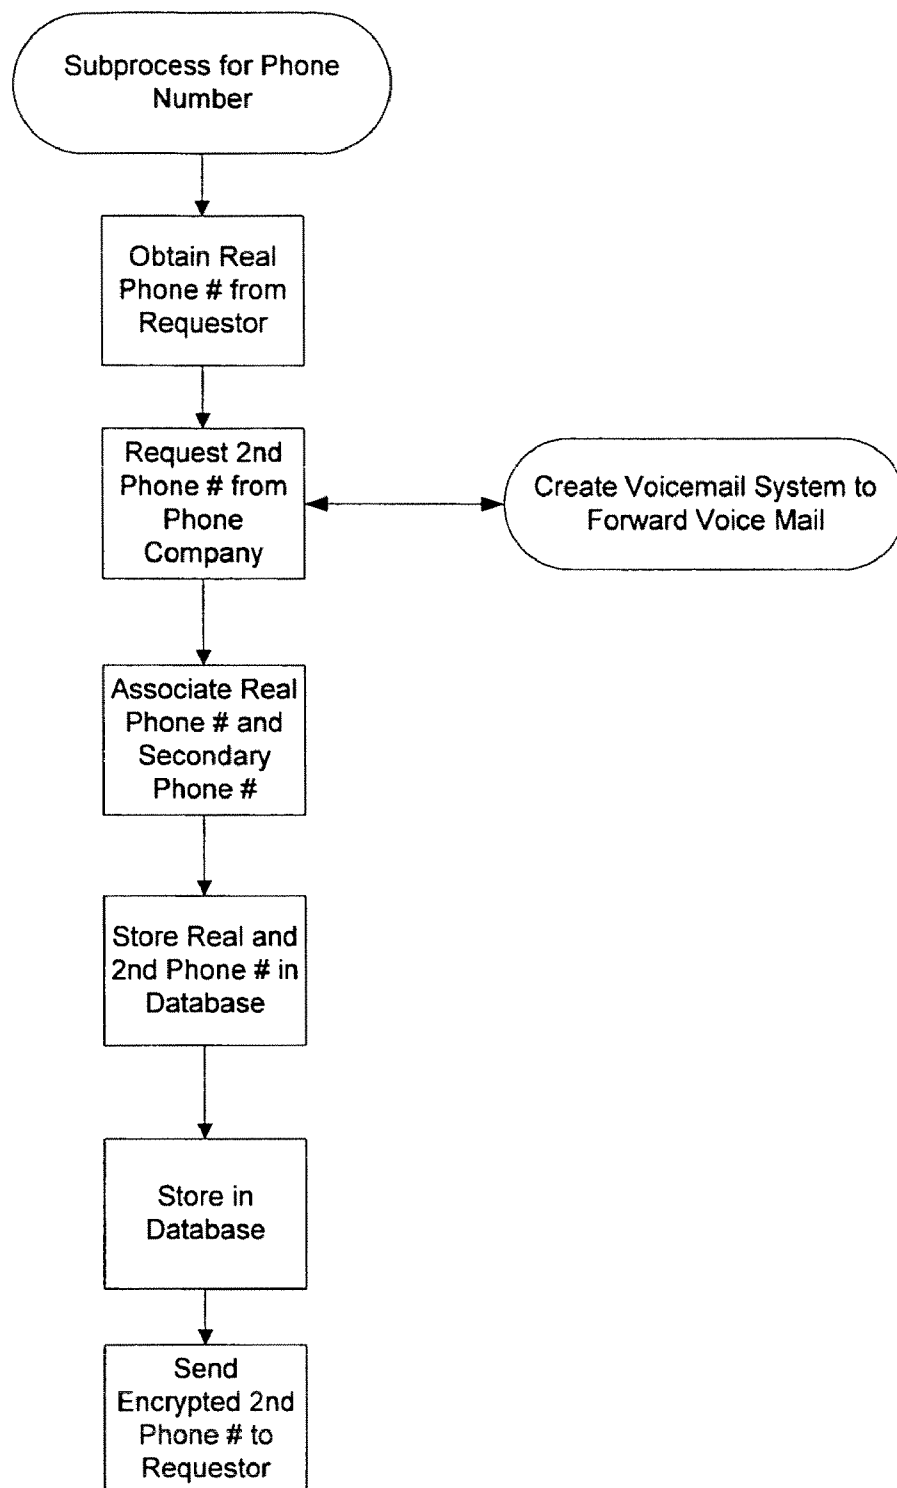 Subprocess for Phone
Number
Obtain Real
Phone # from
Requestor
Request 2nd
Phone # from
Phone
Company
Create Voicemail System to
Forward Voice Mail
Associate Real
Phone # and
Secondary
Phone #
Store Real and
2nd Phone # in
Database
Store in
Database
Send
Encrypted 2nd
Phone # to
Requestor